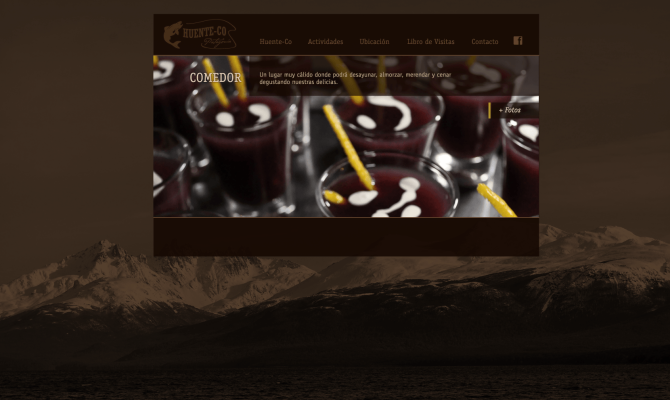 HUENTE-CO
Huente-Co
Actividades
Ubicación
Libro de Visitas
Contacto
COMEDOR
Un lugar muy cálido donde podrá desayunar, almorzar, merendar y cenar
degustando nuestras delicias.
+ Fotos